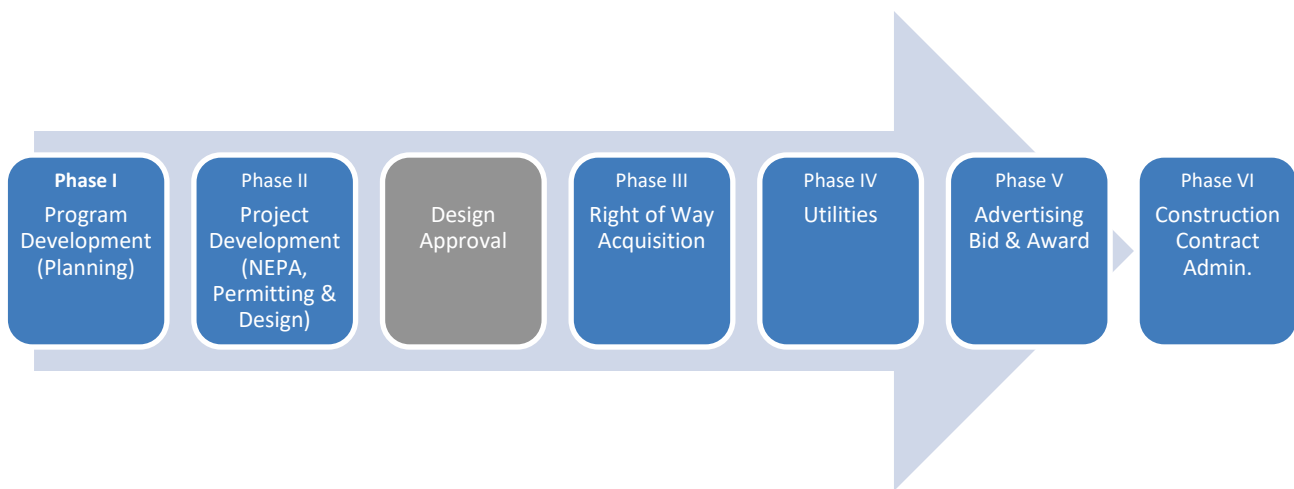 Phase I
Program
Development
(Planning)
Phase II
Project
Development
(NEPA,
Permitting &
Design)
Design
Approval
Phase III
Right of Way
Acquisition
Phase IV
Utilities
Phase V
Advertising
Bid & Award
Phase VI
Construction
Contract
Admin.